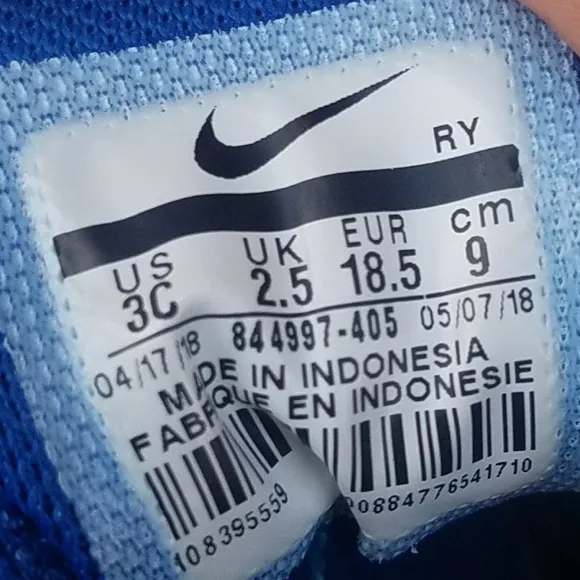 RY
US UK EUR cm
3C 2.5 18.5 9
04/17/18 844997-405 05/07/18
MADE IN INDONESIA
FABRIQUE EN INDONESIE
108395559 00884776541710